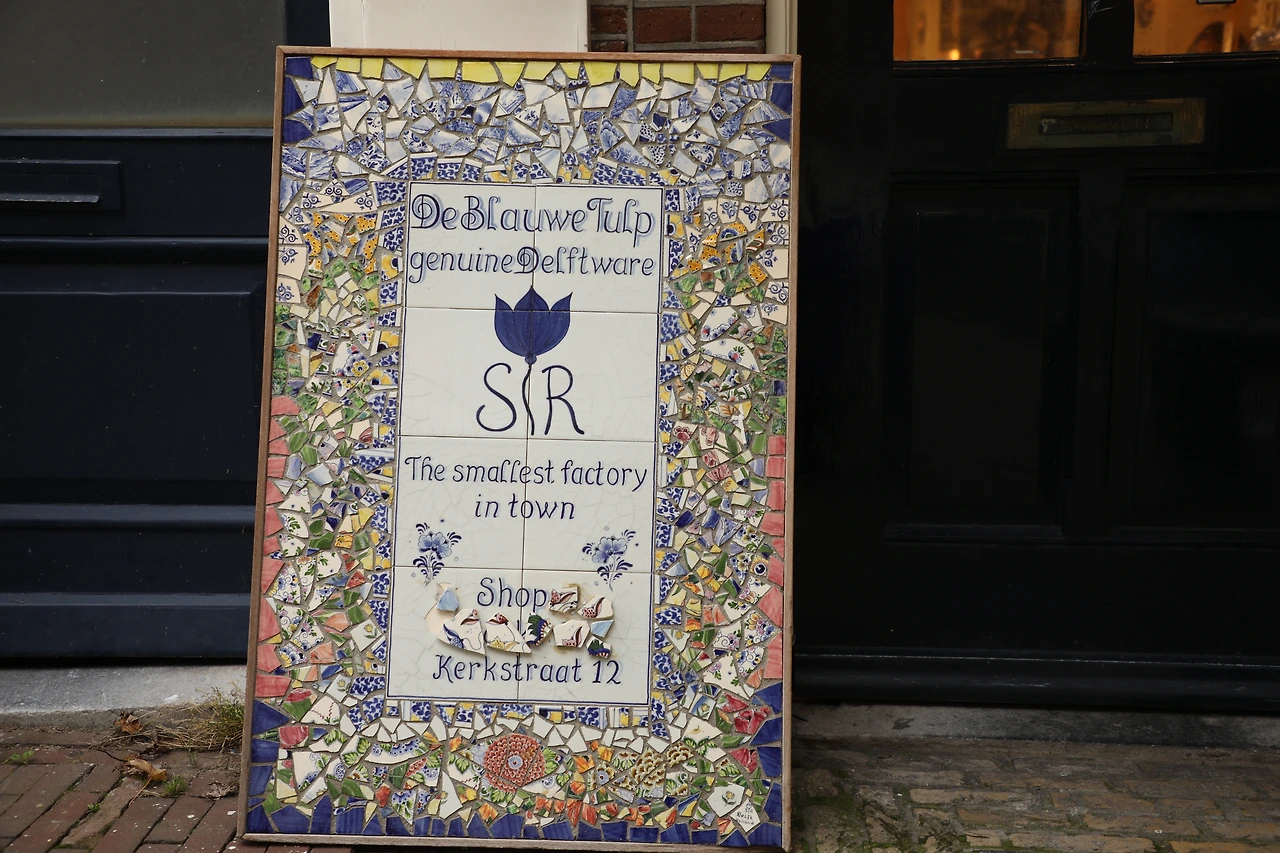 De Blauwe Tulp
genuine Delftware
SR
The smallest factory
in town
Shop
Kerkstraat 12